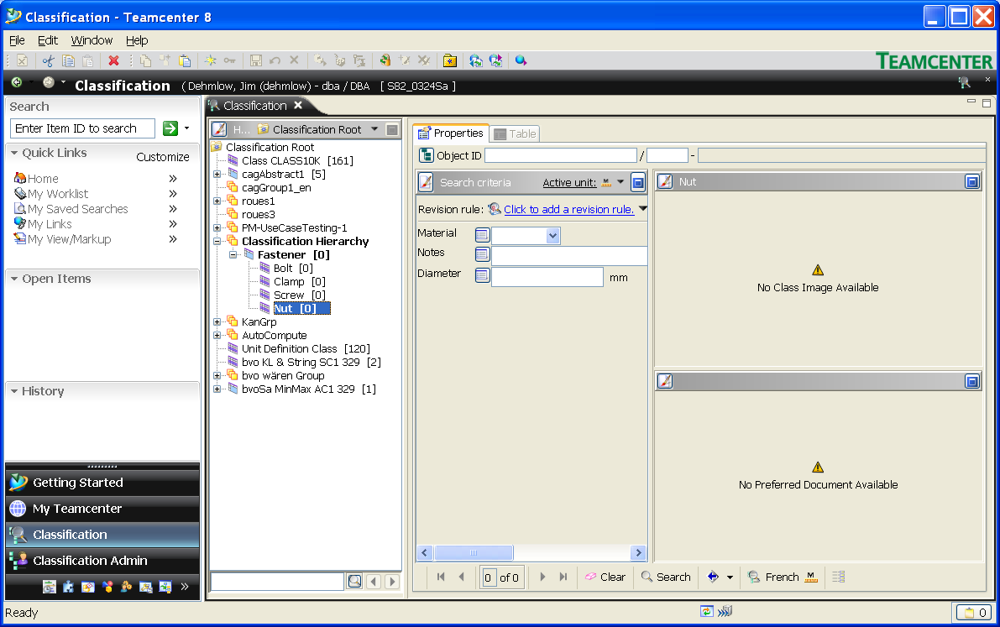 Classification - Teamcenter 8
File Edit Window Help
TEAMCENTER
Classification ( Dehmlow, Jim (dehmlow) - dba / DBA [ S82_0324Sa ]
Search
Enter Item ID to search
Quick Links Customize
Home »
My Worklist »
My Saved Searches »
My Links »
My View/Markup »
Open Items
History
Getting Started
My Teamcenter
Classification
Classification Admin
»
Classification
H... Classification Root
Classification Root
Class CLASS10K [161]
cagAbstract1 [5]
cagGroup1_en
roues1
roues3
PM-UseCaseTesting-1
Classification Hierarchy
Fastener [0]
Bolt [0]
Clamp [0]
Screw [0]
Nut [0]
KanGrp
AutoCompute
Unit Definition Class [120]
bvo KL & String SC1 329 [2]
bvo wären Group
bvoSa MinMax AC1 329 [1]
Properties Table
Object ID / -
Search criteria Active unit:
Revision rule: Click to add a revision rule.
Material
Notes
Diameter mm
Nut
No Class Image Available
No Preferred Document Available
0 of 0 Clear Search French
Ready 0